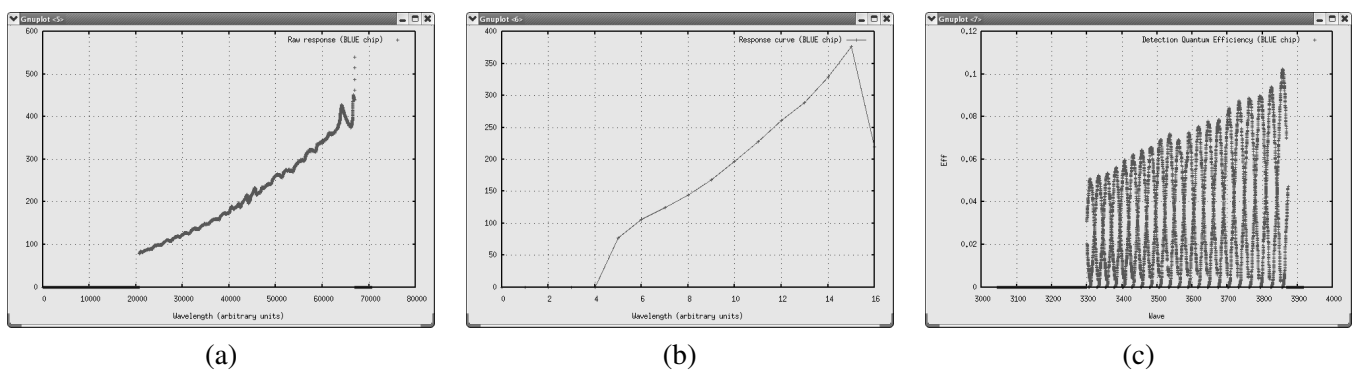 Gnuplot <5>
Raw response (BLUE chip)
600
500
400
300
200
100
0
0 10000 20000 30000 40000 50000 60000 70000 80000
Wavelength (arbitrary units)
(a)
Gnuplot <6>
Response curve (BLUE chip)
400
350
300
250
200
150
100
50
0
0 2 4 6 8 10 12 14 16
Wavelength (arbitrary units)
(b)
Gnuplot <7>
Detection Quantum Efficiency (BLUE chip)
0.12
0.1
0.08
0.06
0.04
0.02
0
Eff
3000 3100 3200 3300 3400 3500 3600 3700 3800 3900 4000
Wave
(c)